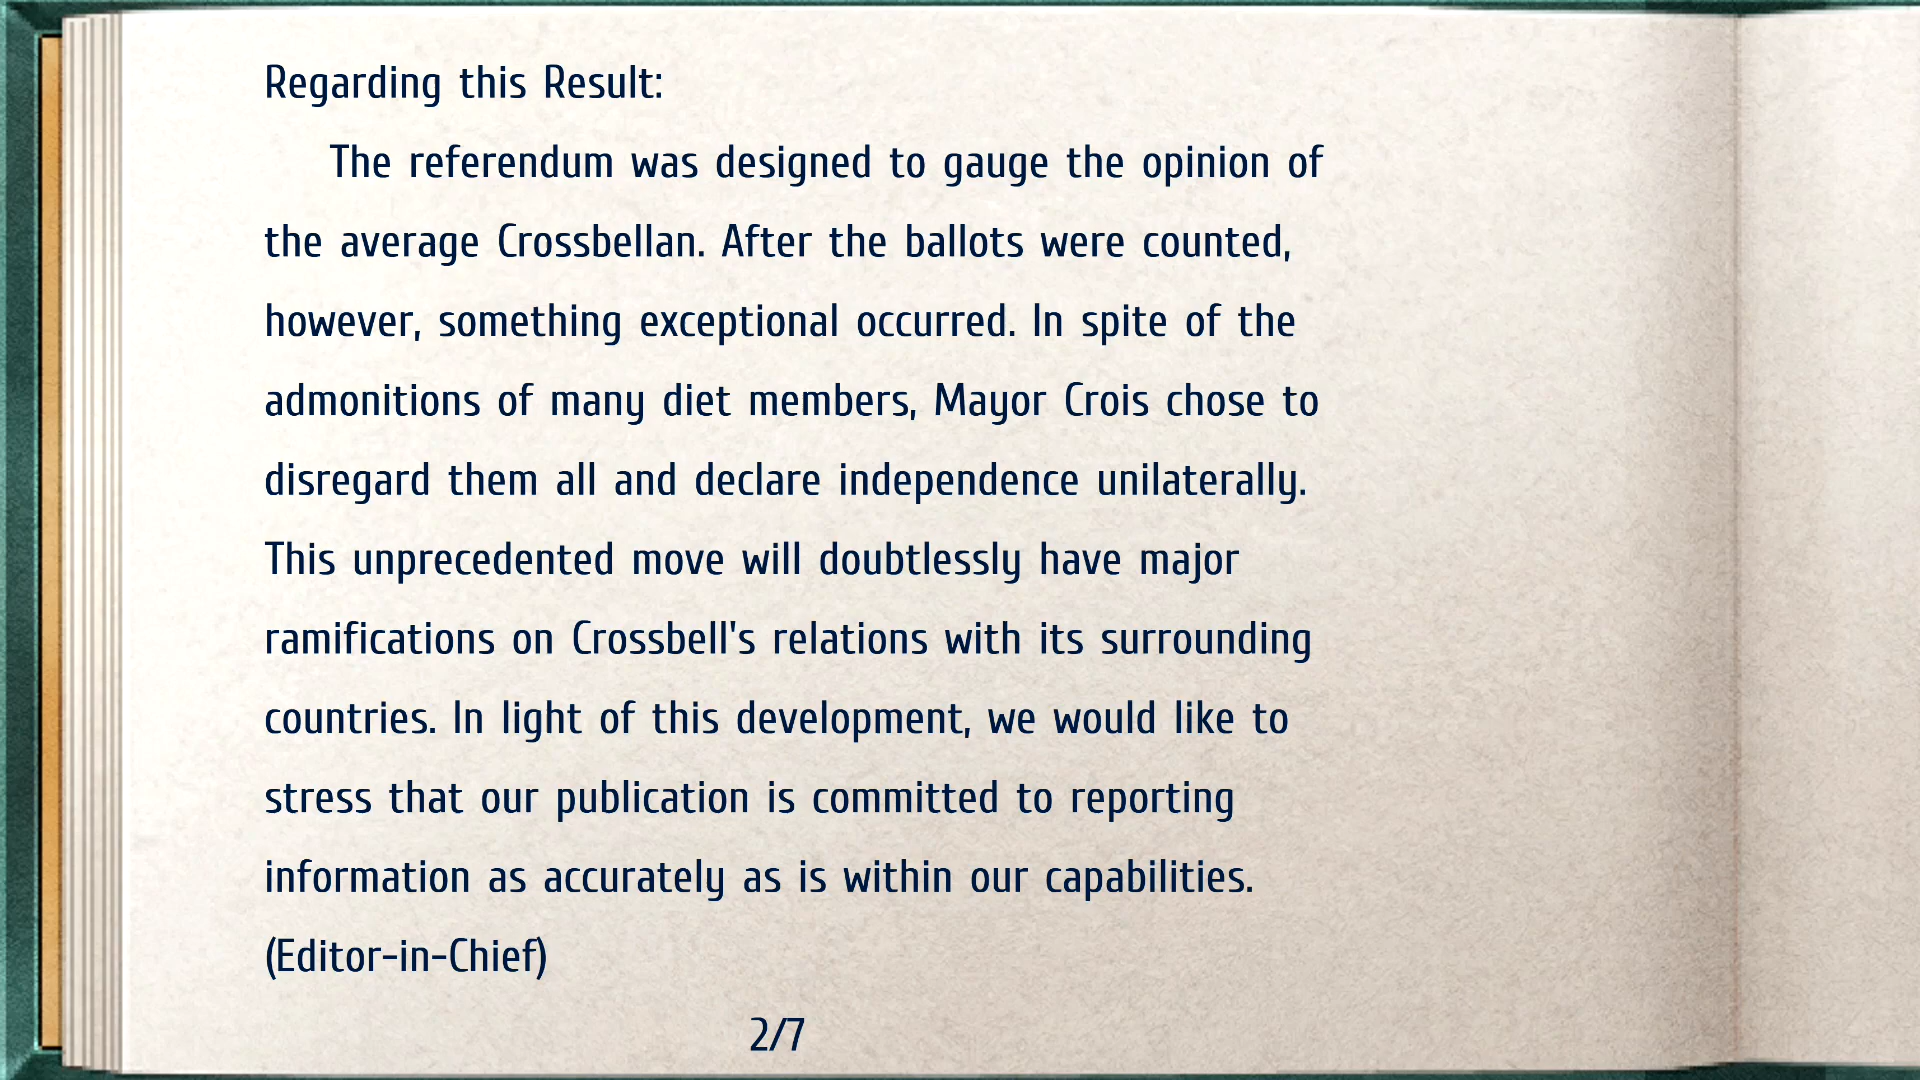 Regarding this Result:
The referendum was designed to gauge the opinion of
the average Crossbellan. After the ballots were counted,
however, something exceptional occurred. In spite of the
admonitions of many diet members, Mayor Crois chose to
disregard them all and declare independence unilaterally.
This unprecedented move will doubtlessly have major
ramifications on Crossbell's relations with its surrounding
countries. In light of this development, we would like to
stress that our publication is committed to reporting
information as accurately as is within our capabilities.
(Editor-in-Chief)
2/7